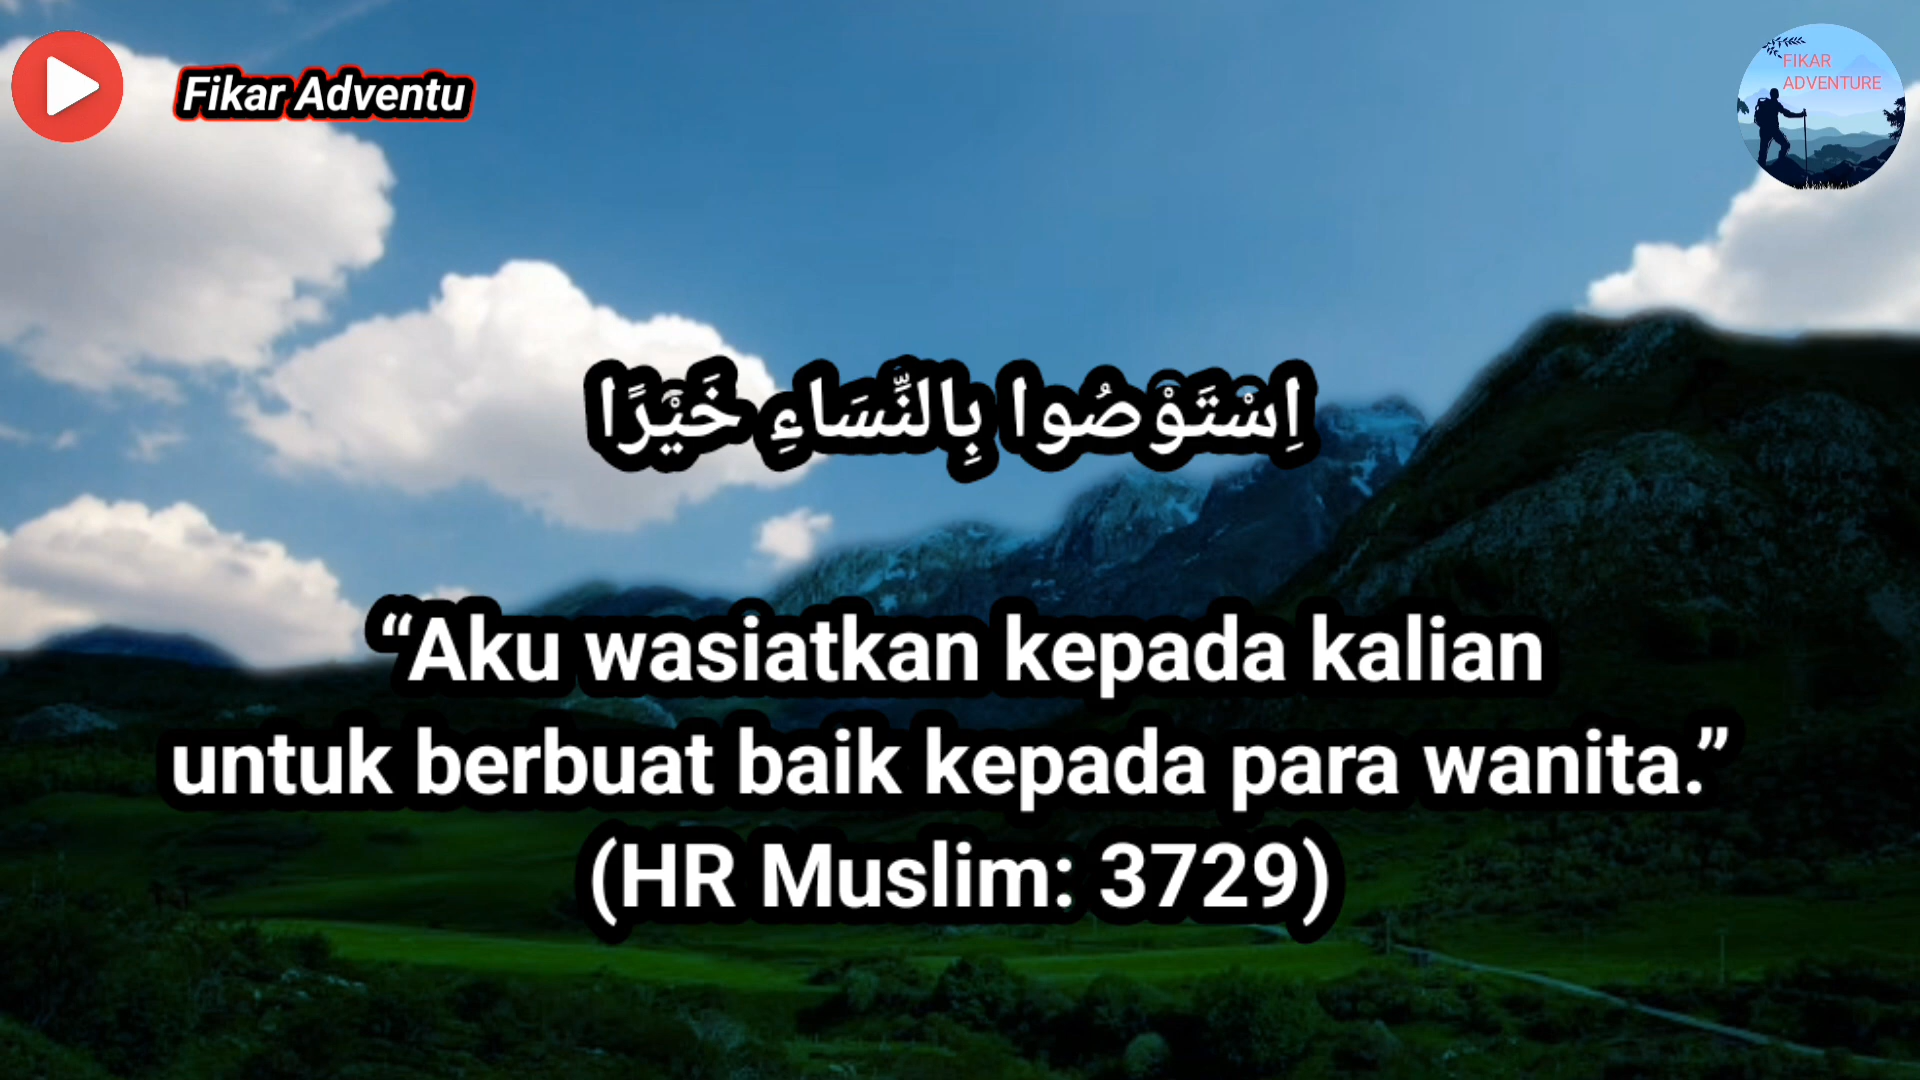 Fikar Adventu
FIKAR
ADVENTURE
اِسْتَوْصُوا بِالنِّسَاءِ خَيْرًا
“Aku wasiatkan kepada kalian
untuk berbuat baik kepada para wanita.”
(HR Muslim: 3729)